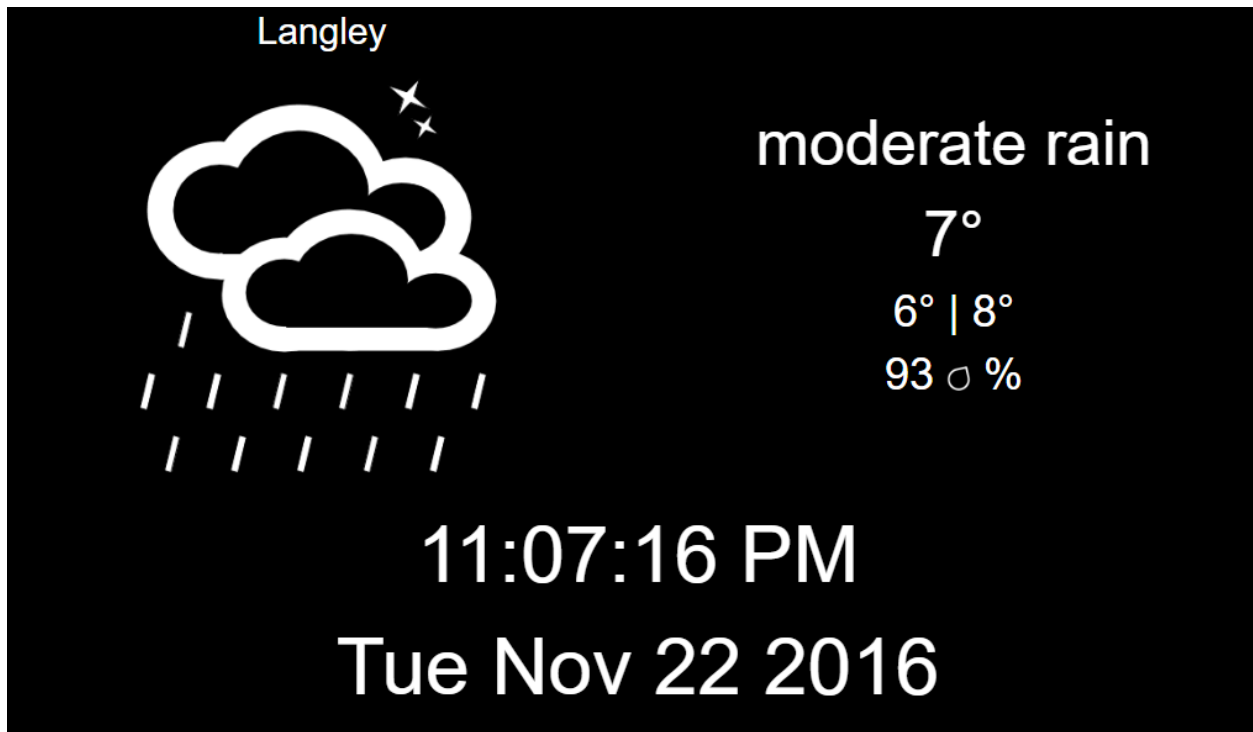 Langley
moderate rain
7°
6° | 8°
93 %
11:07:16 PM
Tue Nov 22 2016